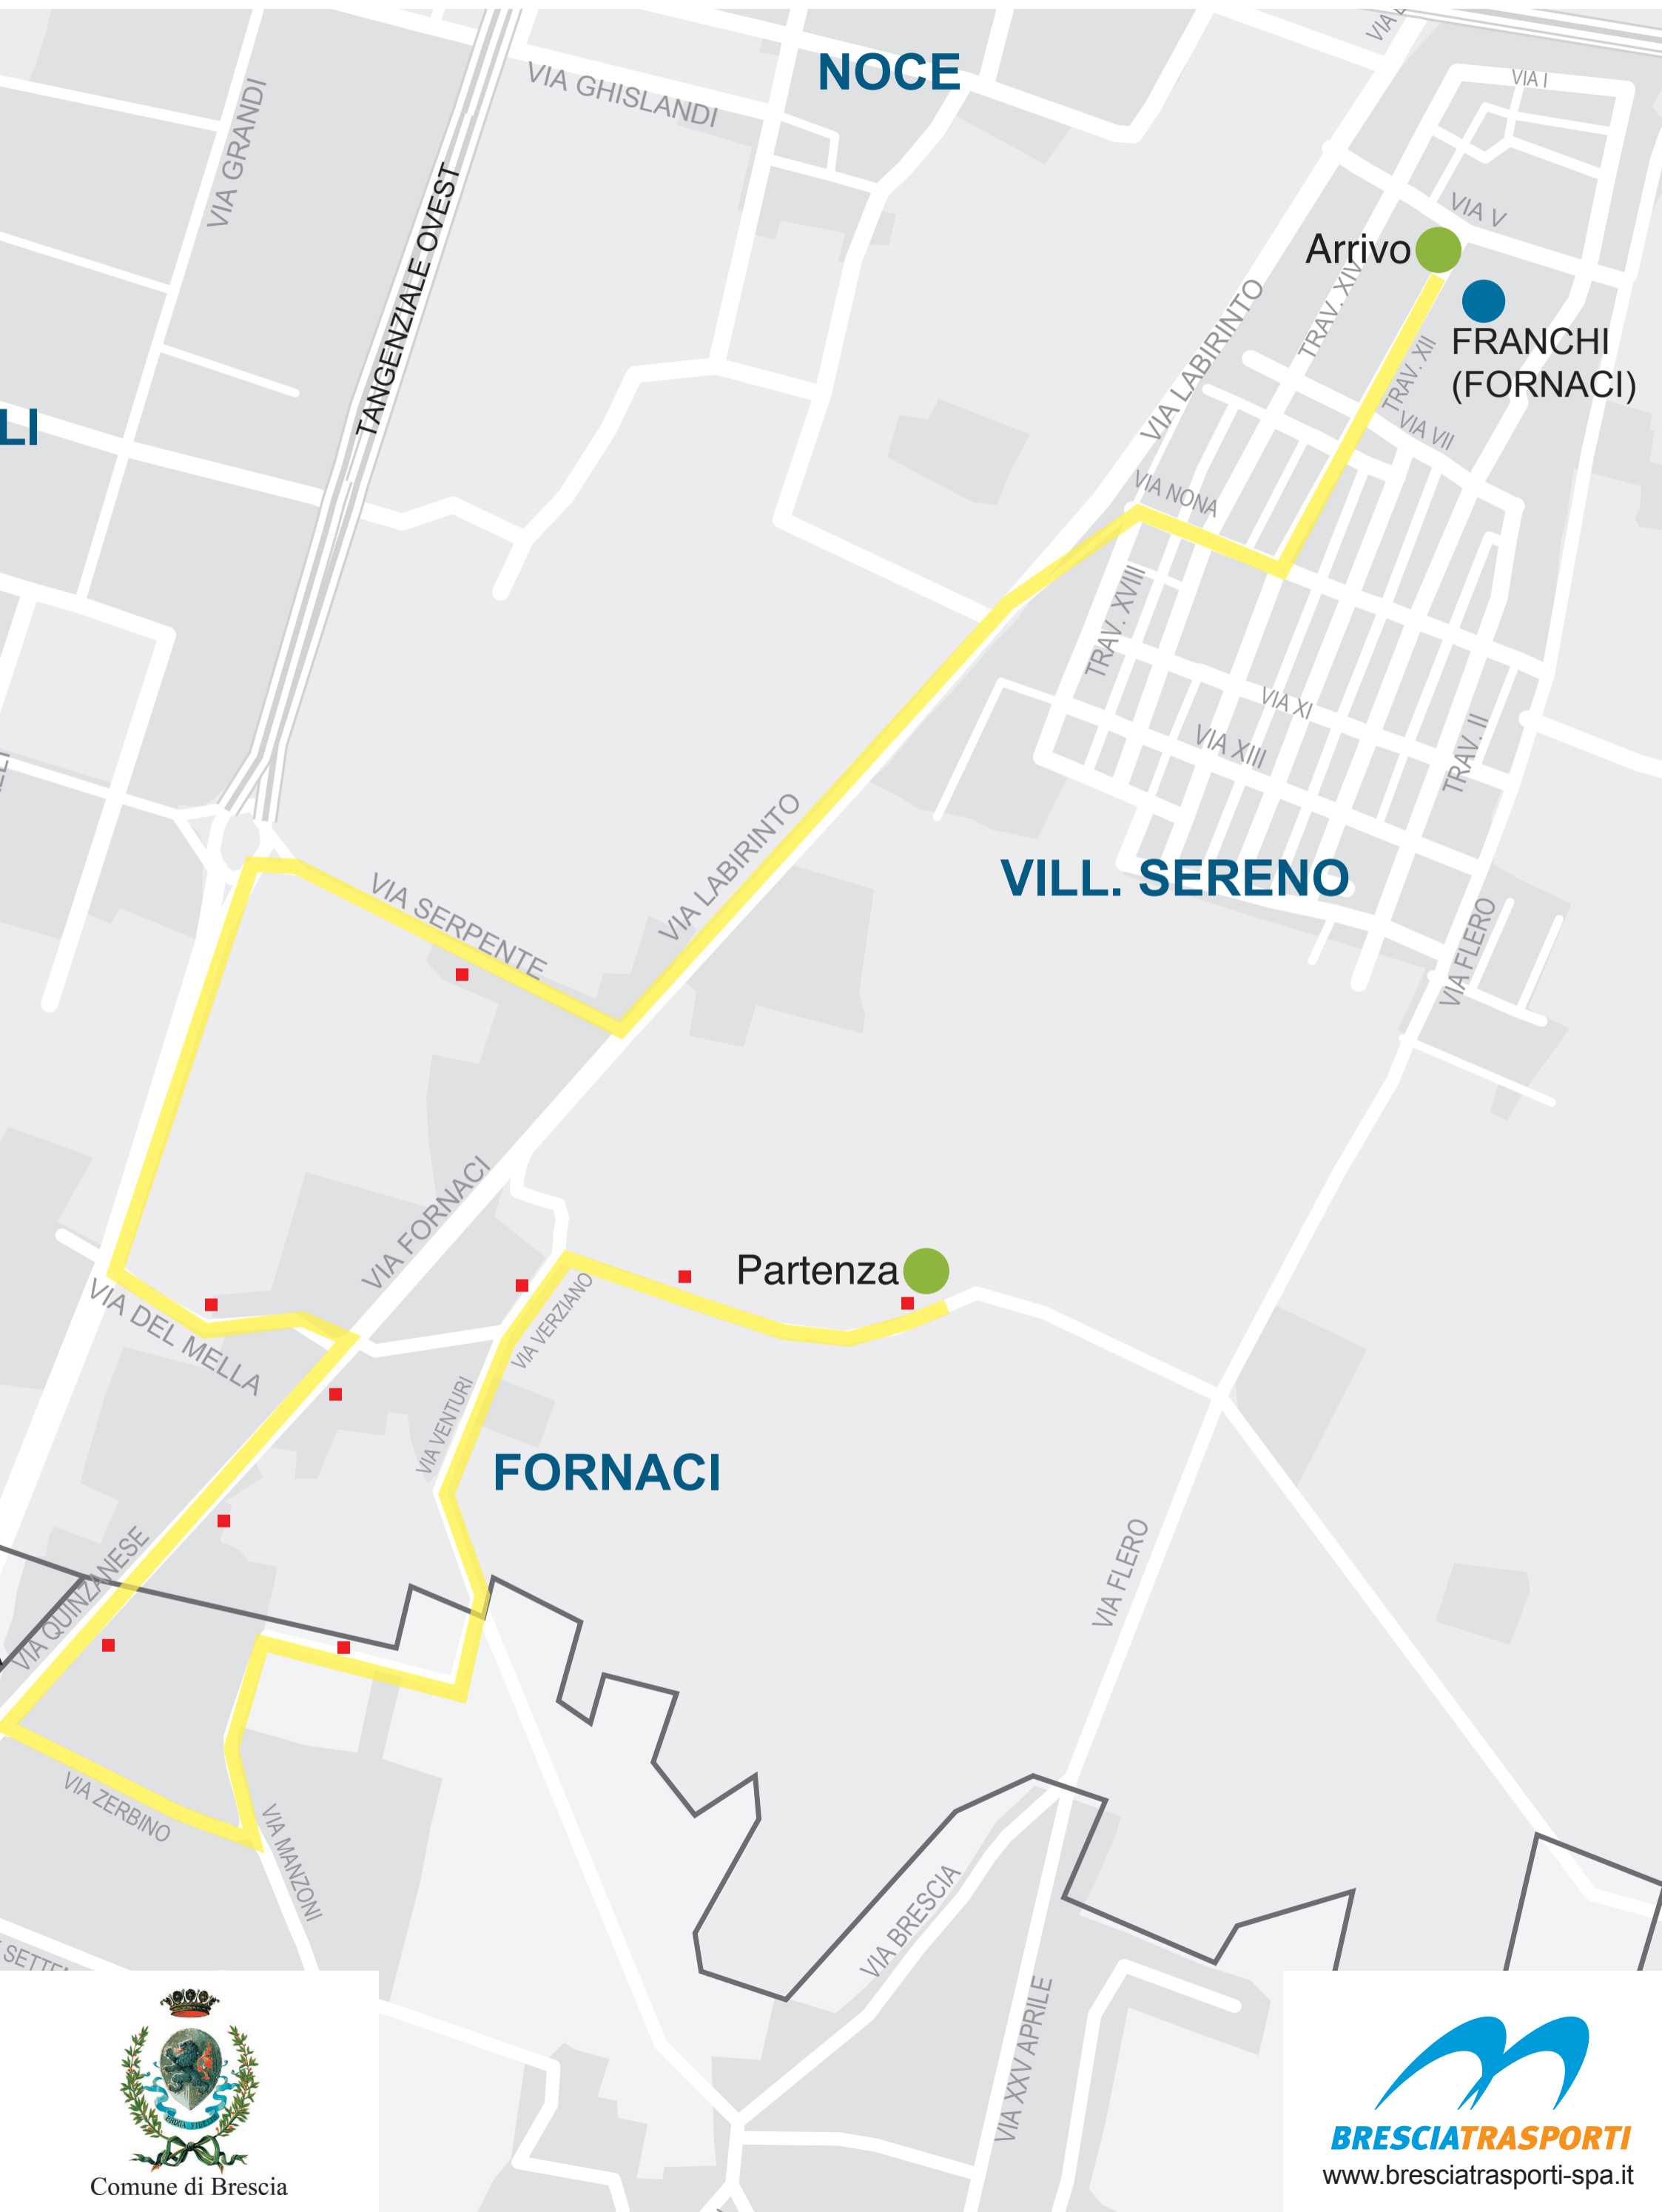 VIA I
NOCE
VIA GHISLANDI
VIA GRANDI
TANGENZIALE OVEST
VIA V
Arrivo
TRAV. XIV
VIA LABIRINTO
FRANCHI
(FORNACI)
TRAV. XII
VIA VII
LI
VIA NONA
TRAV. XVIII
VIA XI
VIA XIII
TRAV. II
VIA LABIRINTO
VIA SERPENTE
VILL. SERENO
VIA FLERO
VIA FORNACI
Partenza
VIA VERZIANO
VIA DEL MELLA
VIA VENTURI
FORNACI
VIA QUINZANESE
VIA FLERO
VIA ZERBINO
VIA MANZONI
VIA BRESCIA
VIA XXV APRILE
BRIXIA FIDELIS
Comune di Brescia
BRESCIATRASPORTI
www.bresciatrasporti-spa.it